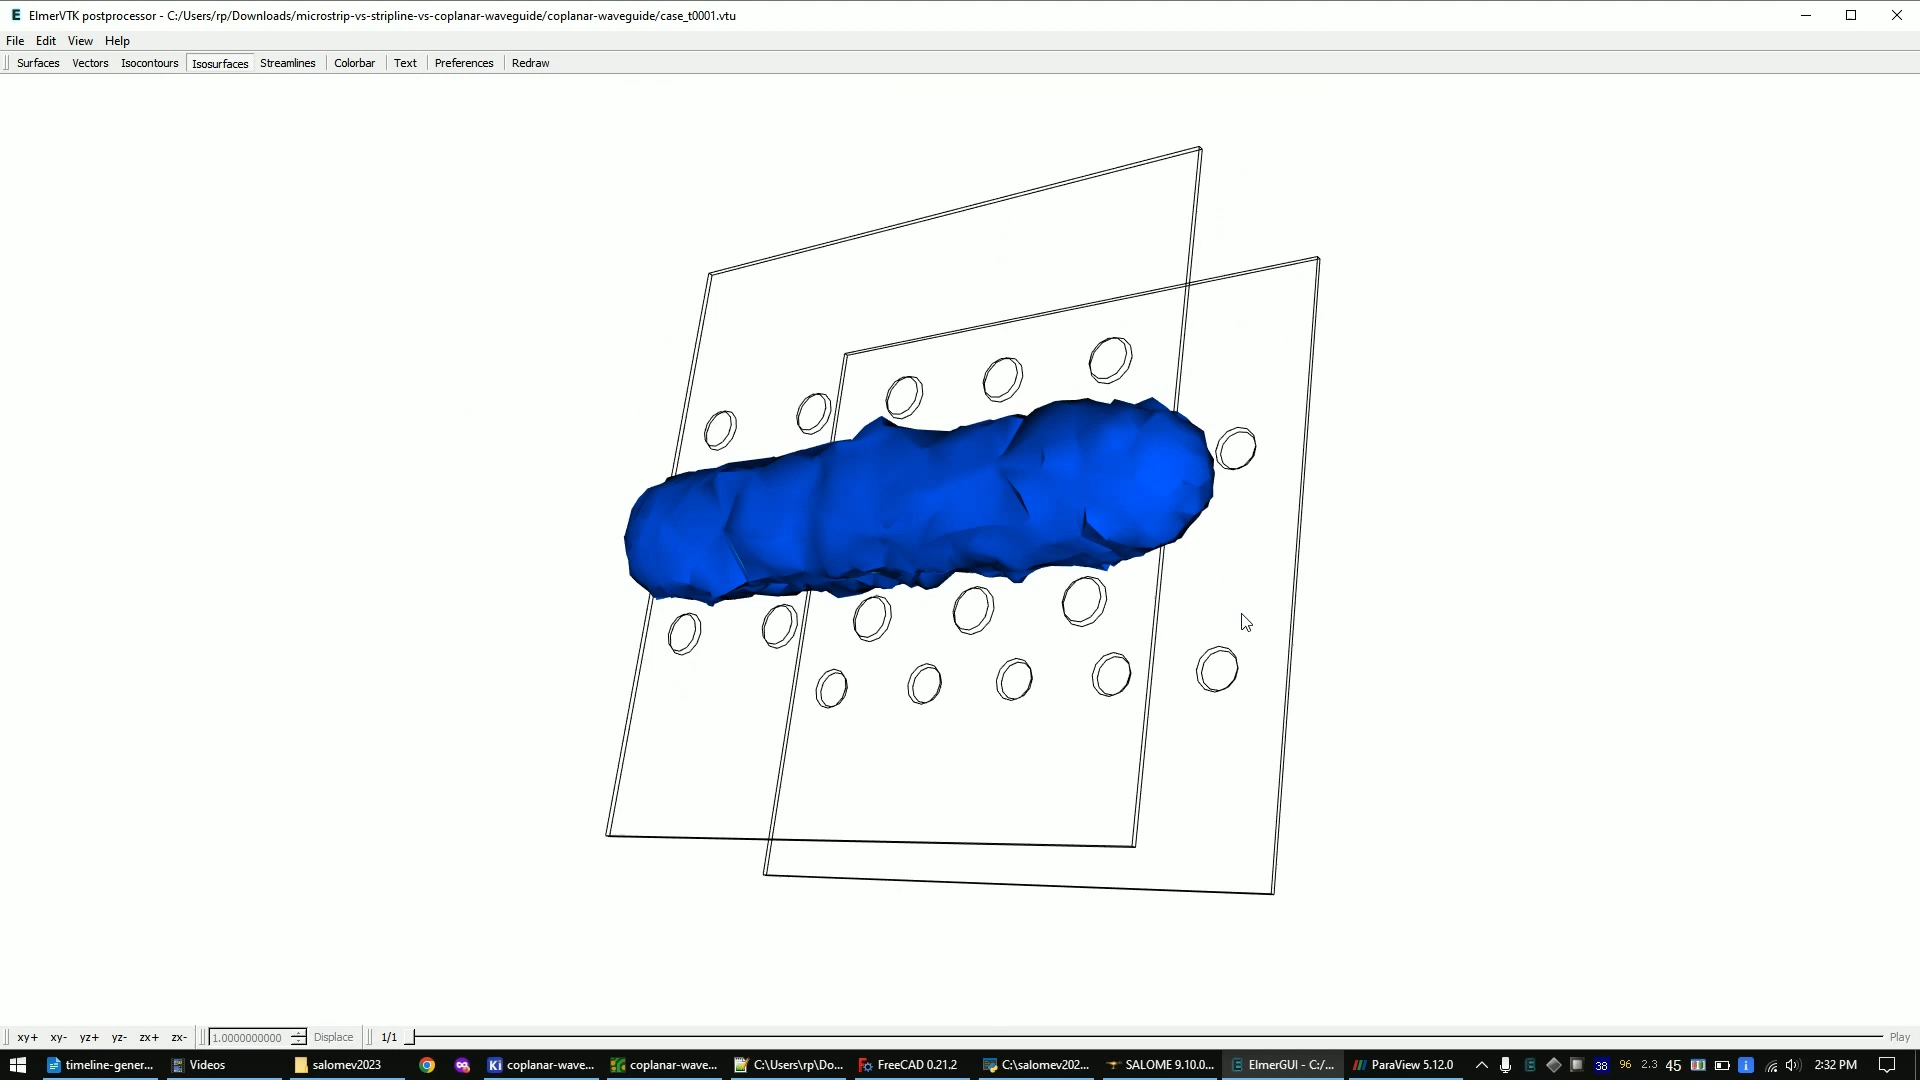 ElmerVTK postprocessor - C:/Users/rp/Downloads/microstrip-vs-stripline-vs-coplanar-waveguide/coplanar-waveguide/case_t0001.vtu
File Edit View Help
Surfaces Vectors Isocontours Isosurfaces Streamlines Colorbar Text Preferences Redraw
xy+ xy- yz+ yz- zx+ zx- 1.0000000000 Displace 1/1 Play
timeline-gener... Videos salomev2023 Ki coplanar-wave... coplanar-wave... C:\Users\rp\Do... FreeCAD 0.21.2 C:\salomev202... SALOME 9.10.0... ElmerGUI - C:/... ParaView 5.12.0 38 96 2.3 45 2:32 PM